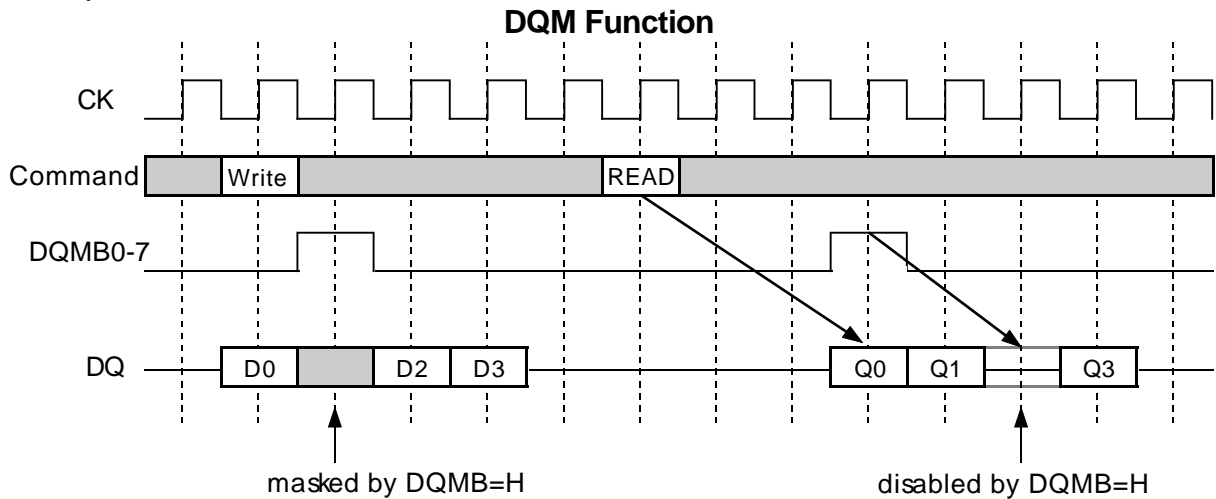 DQM Function
CK
Command Write READ
DQMB0-7
DQ D0 D2 D3 Q0 Q1 Q3
masked by DQMB=H disabled by DQMB=H